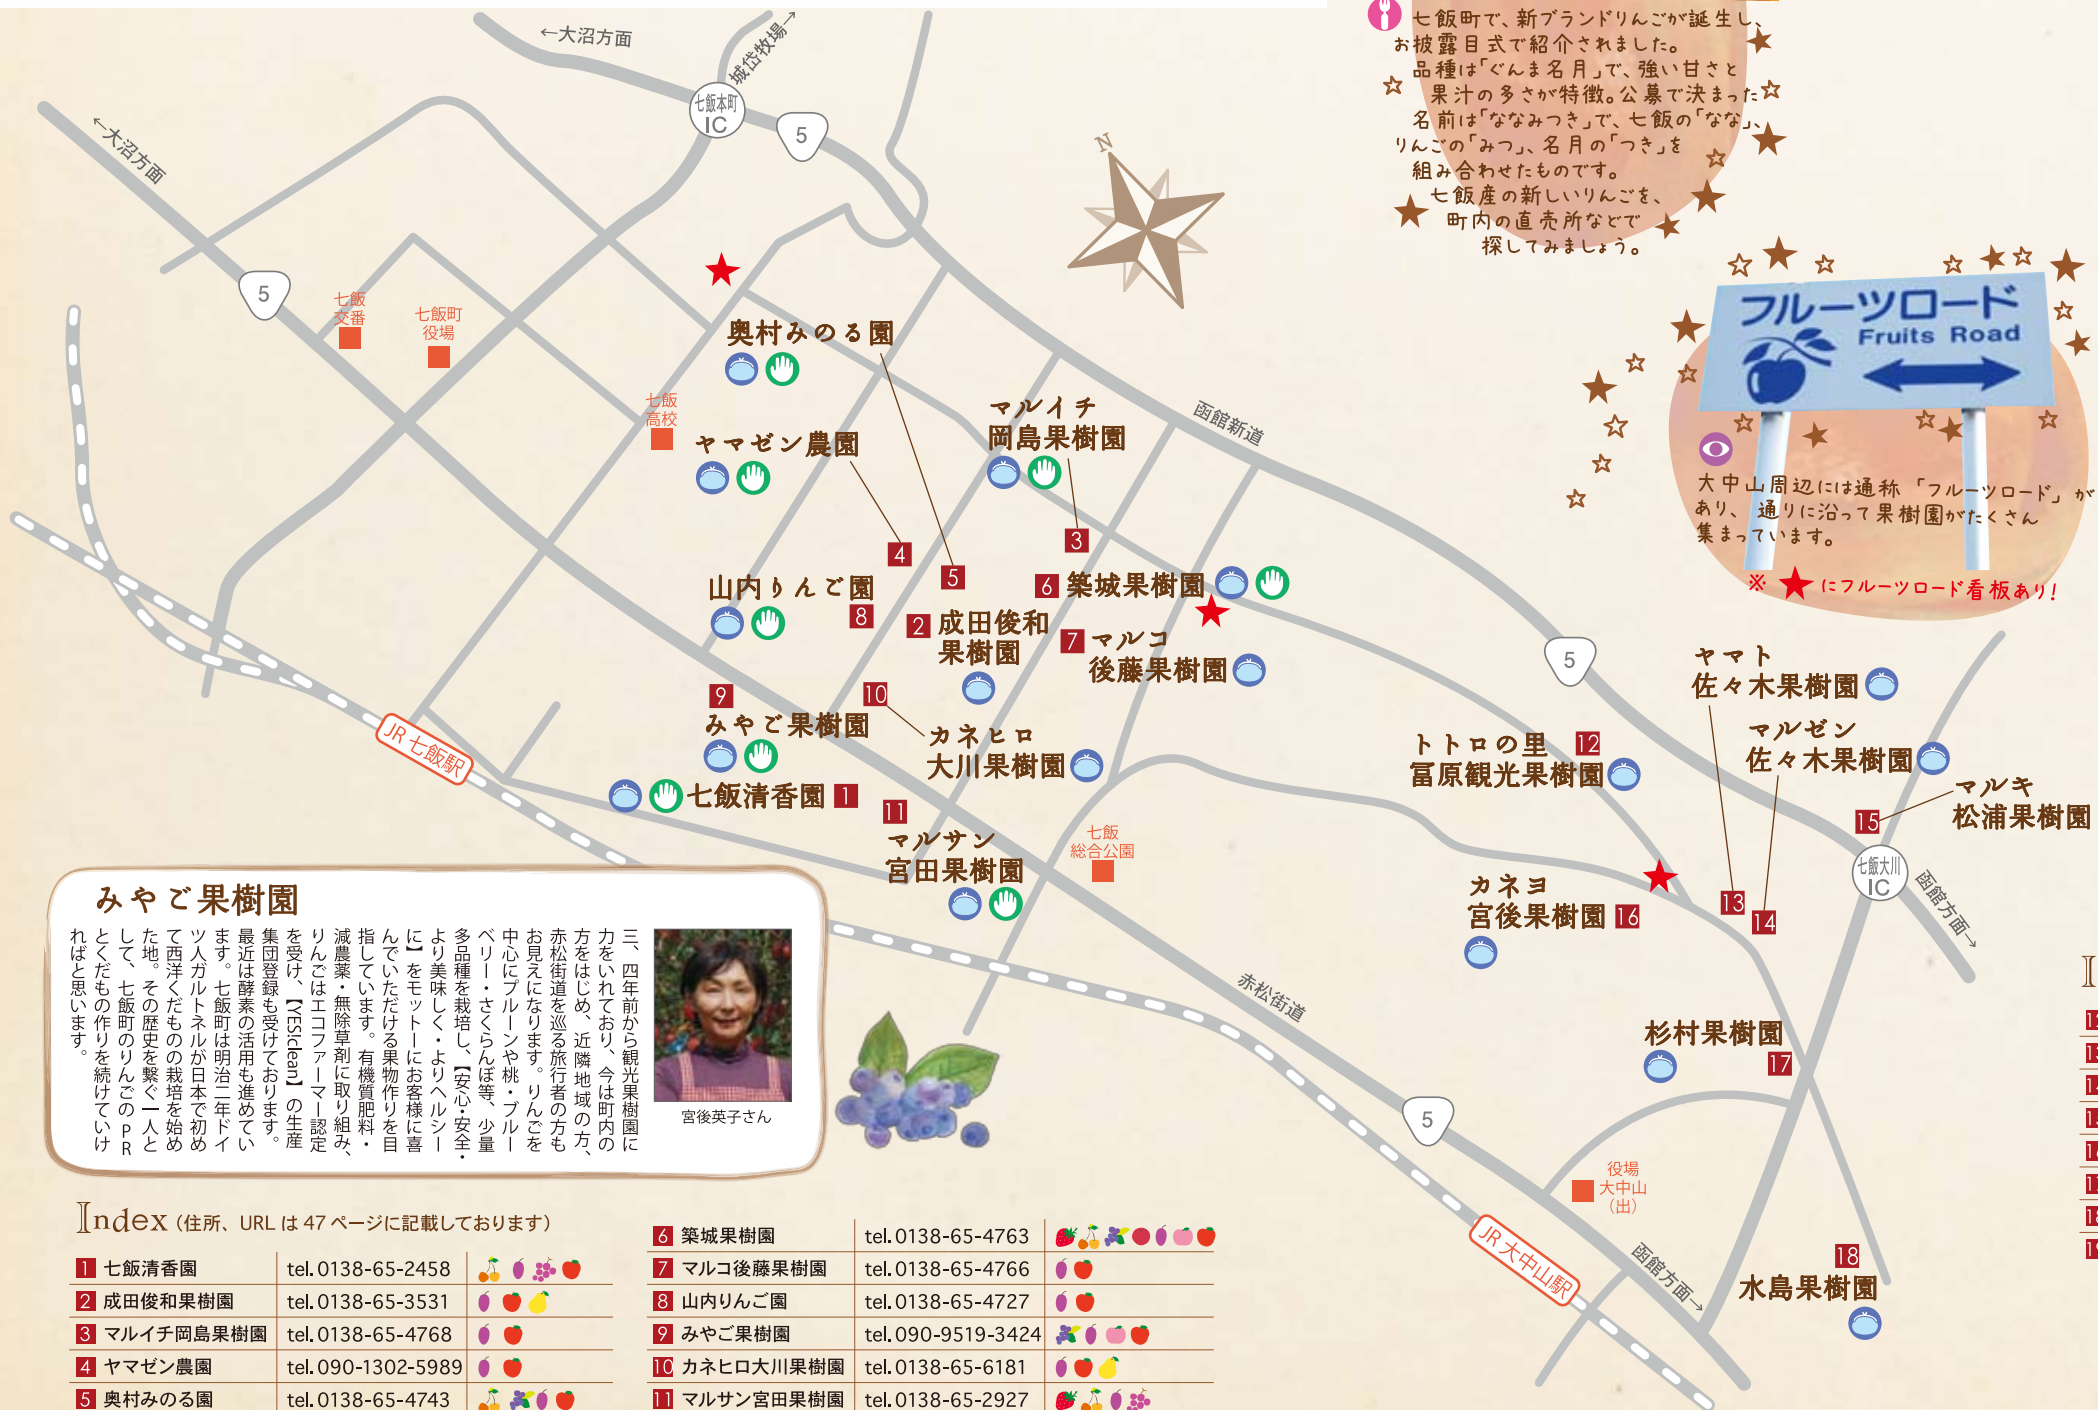 七飯町で、新ブランドりんごが誕生し、
お披露目式で紹介されました。
品種は「ぐんま名月」で、強い甘さと
果汁の多さが特徴。公募で決まった
名前は「ななみつき」で、七飯の「なな」、
りんごの「みつ」、名月の「つき」を
組み合わせたものです。
七飯産の新しいりんごを、
町内の直売所などで
探してみましょう。
フルーツロード
Fruits Road
大中山周辺には通称「フルーツロード」が
あり、通りに沿って果樹園がたくさん
集まっています。
※ ★ にフルーツロード看板あり!
←大沼方面
城岱牧場→
七飯本町
IC
5
←大沼方面
N
5
七飯
交番
七飯町
役場
七飯
高校
奥村みのる園
ヤマゼン農園
マルイチ
岡島果樹園
函館新道
4
5
3
山内りんご園
8
6 築城果樹園
2 成田俊和
果樹園
7 マルコ
後藤果樹園
5
9
みやご果樹園
10
カネヒロ
大川果樹園
七飯清香園 1
11
マルサン
宮田果樹園
JR 七飯駅
七飯
総合公園
トトロの里 12
冨原観光果樹園
ヤマト
佐々木果樹園
マルゼン
佐々木果樹園
マルキ
松浦果樹園
15
七飯大川
IC
函館方面→
13
14
カネヨ
宮後果樹園 16
赤松街道
杉村果樹園
17
5
役場
大中山
(出)
JR 大中山駅
函館方面→
18
水島果樹園
みやご果樹園
三、四年前から観光果樹園に
力をいれており、今は町内の
方をはじめ、近隣地域の方、
赤松街道を巡る旅行者の方も
お見えになります。りんごを
中心にプルーンや桃・ブルー
ベリー・さくらんぼ等、少量
多品種を栽培し、【安心・安全・
より美味しく・よりヘルシー
に】をモットーにお客様に喜
んでいただける果物作りを目
指しています。有機質肥料・
減農薬・無除草剤に取り組み、
りんごはエコファーマー認定
を受け、【YES!clean】の生産
集団登録も受けております。
最近は酵素の活用も進めてい
ます。七飯町は明治二年ドイ
ツ人ガルトネルが日本で初め
て西洋くだものの栽培を始め
た地。その歴史を繋ぐ一人と
して、七飯町のりんごのPR
とくだもの作りを続けていけ
ればと思います。
宮後英子さん
Index (住所、URL は 47 ページに記載しております)
1 七飯清香園 tel.0138-65-2458
2 成田俊和果樹園 tel.0138-65-3531
3 マルイチ岡島果樹園 tel.0138-65-4768
4 ヤマゼン農園 tel.090-1302-5989
5 奥村みのる園 tel.0138-65-4743
6 築城果樹園 tel.0138-65-4763
7 マルコ後藤果樹園 tel.0138-65-4766
8 山内りんご園 tel.0138-65-4727
9 みやご果樹園 tel.090-9519-3424
10 カネヒロ大川果樹園 tel.0138-65-6181
11 マルサン宮田果樹園 tel.0138-65-2927